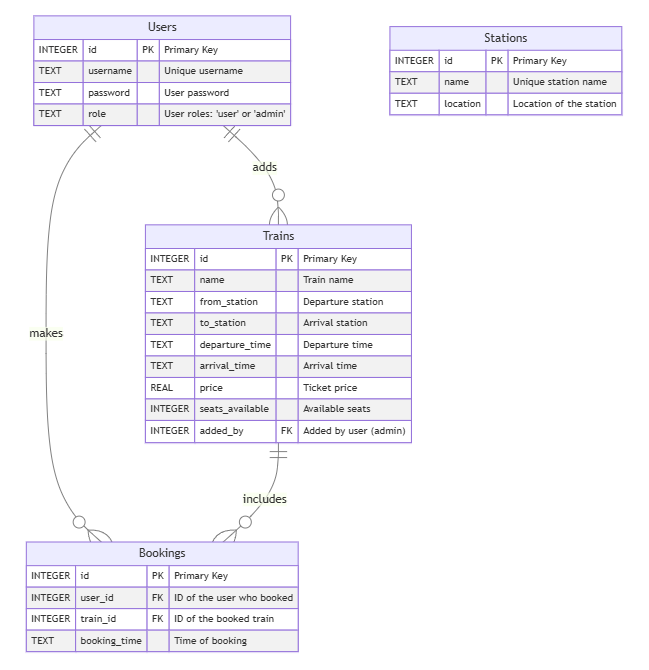 Users
INTEGER id PK Primary Key
TEXT username Unique username
TEXT password User password
TEXT role User roles: 'user' or 'admin'
Stations
INTEGER id PK Primary Key
TEXT name Unique station name
TEXT location Location of the station
adds
Trains
INTEGER id PK Primary Key
TEXT name Train name
TEXT from_station Departure station
TEXT to_station Arrival station
TEXT departure_time Departure time
TEXT arrival_time Arrival time
REAL price Ticket price
INTEGER seats_available Available seats
INTEGER added_by FK Added by user (admin)
makes
includes
Bookings
INTEGER id PK Primary Key
INTEGER user_id FK ID of the user who booked
INTEGER train_id FK ID of the booked train
TEXT booking_time Time of booking